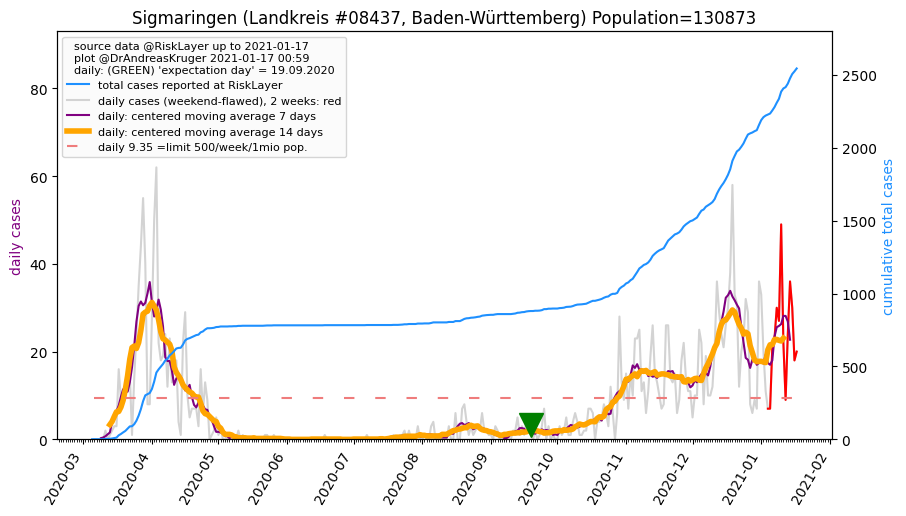 Sigmaringen (Landkreis #08437, Baden-Württemberg) Population=130873
source data @RiskLayer up to 2021-01-17
plot @DrAndreasKruger 2021-01-17 00:59
daily: (GREEN) 'expectation day' = 19.09.2020
total cases reported at RiskLayer
daily cases (weekend-flawed), 2 weeks: red
daily: centered moving average 7 days
daily: centered moving average 14 days
daily 9.35 =limit 500/week/1mio pop.
daily cases
80
60
40
20
0
cumulative total cases
2500
2000
1500
1000
500
0
2020-03
2020-04
2020-05
2020-06
2020-07
2020-08
2020-09
2020-10
2020-11
2020-12
2021-01
2021-02